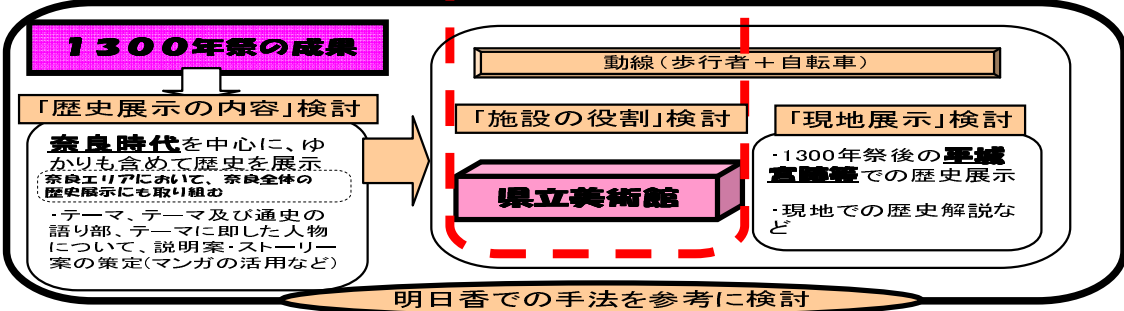 1300年祭の成果
「歴史展示の内容」検討
奈良時代を中心に、ゆ
かりも含めて歴史を展示
奈良エリアにおいて、奈良全体の
歴史展示にも取り組む
・テーマ、テーマ及び通史の
語り部、テーマに即した人物
について、説明案・ストーリー
案の策定(マンガの活用など)
動線(歩行者+自転車)
「施設の役割」検討
県立美術館
「現地展示」検討
・1300年祭後の平城
宮跡等での歴史展示
・現地での歴史解説な
ど
明日香での手法を参考に検討